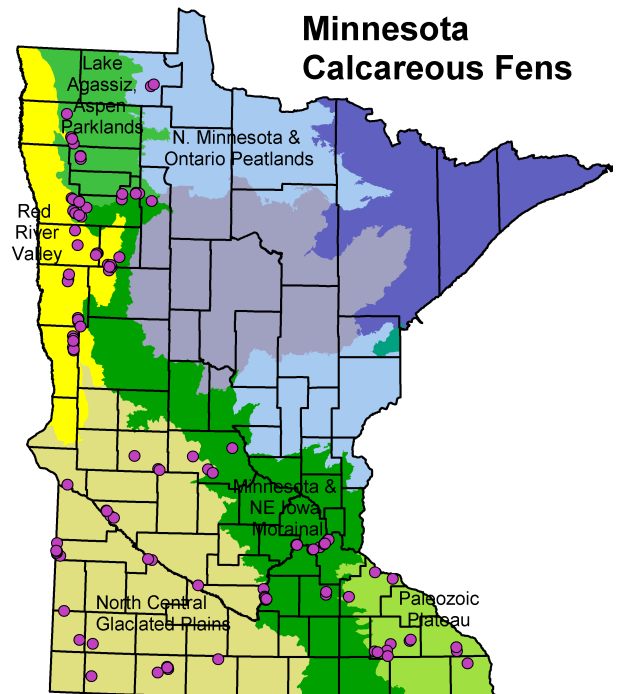 Minnesota
Calcareous Fens
Lake
Agassiz,
Aspen
Parklands
N. Minnesota &
Ontario Peatlands
Red
River
Valley
Minnesota &
NE Iowa
Morainal
North Central
Glaciated Plains
Paleozoic
Plateau